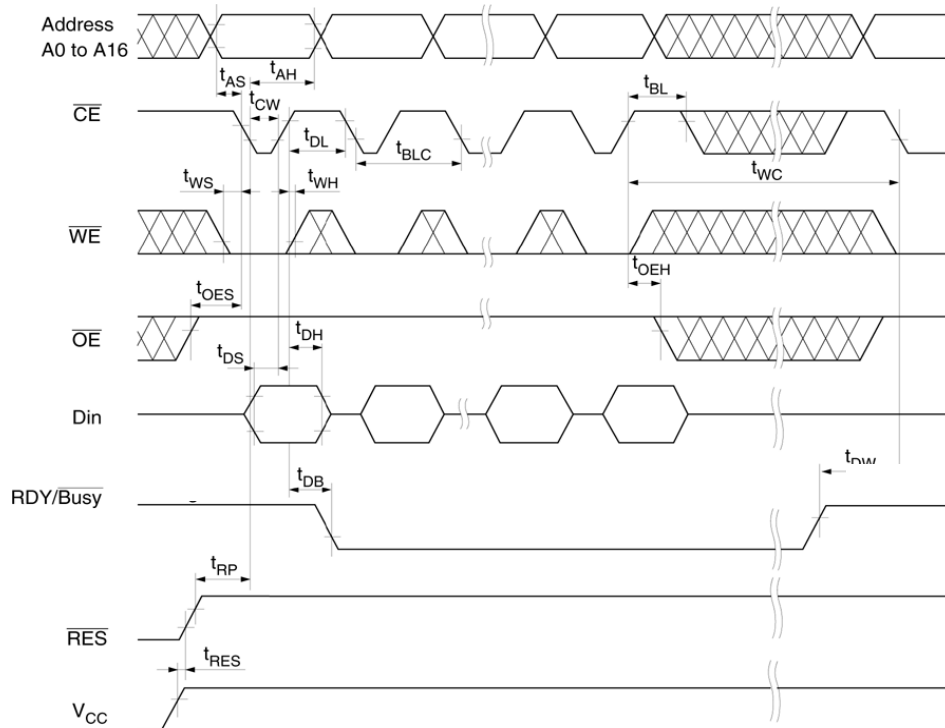 Address
A0 to A16
tAS
tAH
CE
tCW
tBL
tDL
tBLC
tWC
tWS
tWH
WE
tOES
tOEH
OE
tDH
tDS
Din
tDW
tDB
RDY/Busy
tRP
RES
tRES
VCC